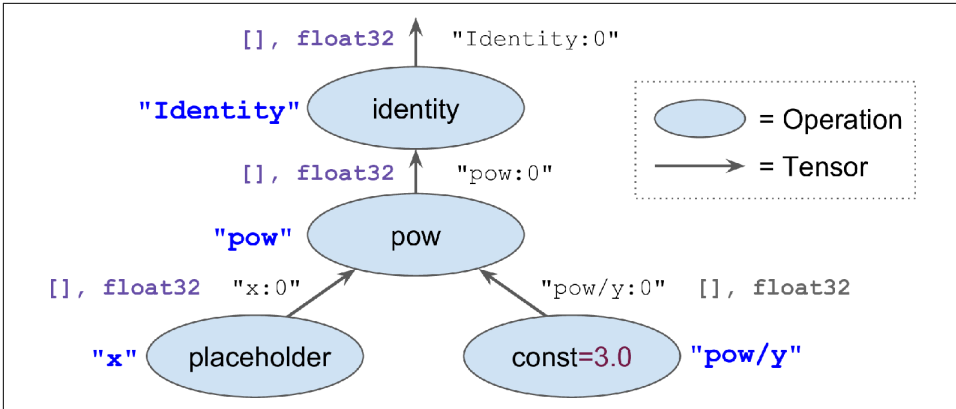 [], float32 "Identity:0"
"Identity" identity
= Operation
[], float32 "pow:0"
= Tensor
"pow" pow
[], float32 "x:0" "pow/y:0" [], float32
"x" placeholder const=3.0 "pow/y"